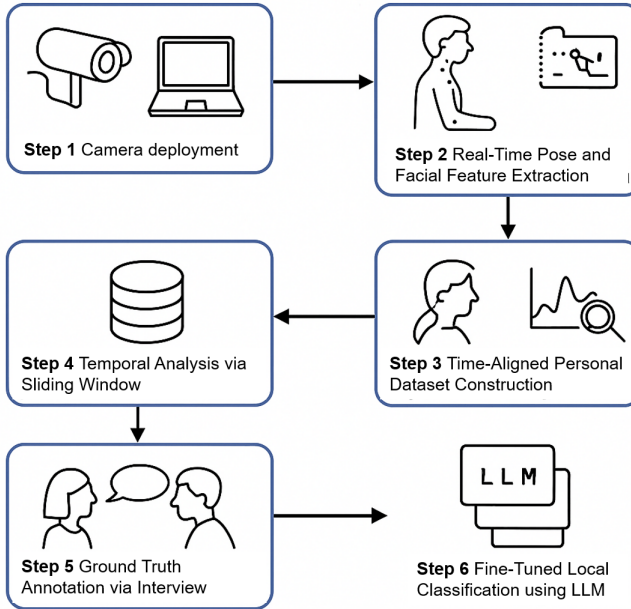 Step 1 Camera deployment
Step 2 Real-Time Pose and
Facial Feature Extraction
Step 3 Time-Aligned Personal
Dataset Construction
Step 4 Temporal Analysis via
Sliding Window
Step 5 Ground Truth
Annotation via Interview
LLM
Step 6 Fine-Tuned Local
Classification using LLM